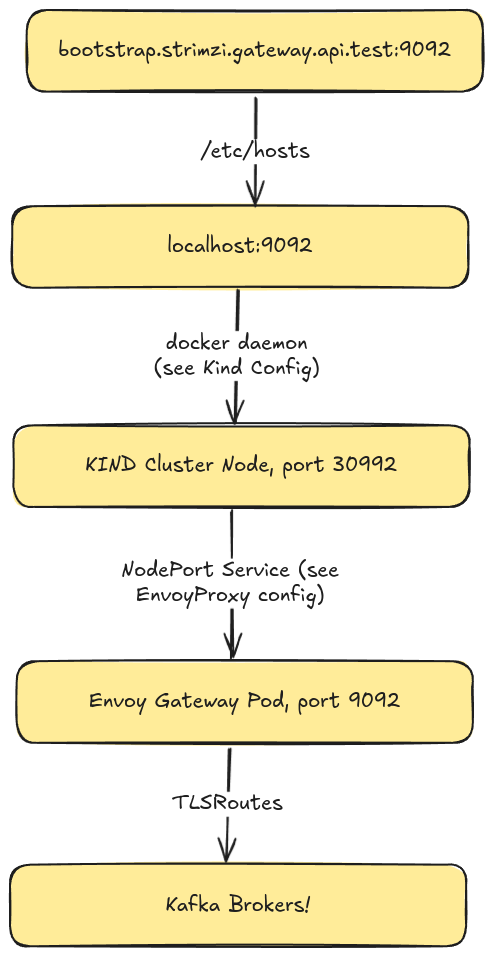 bootstrap.strimzi.gateway.api.test:9092
/etc/hosts
localhost:9092
docker daemon
(see Kind Config)
KIND Cluster Node, port 30992
NodePort Service (see
EnvoyProxy config)
Envoy Gateway Pod, port 9092
TLSRoutes
Kafka Brokers!